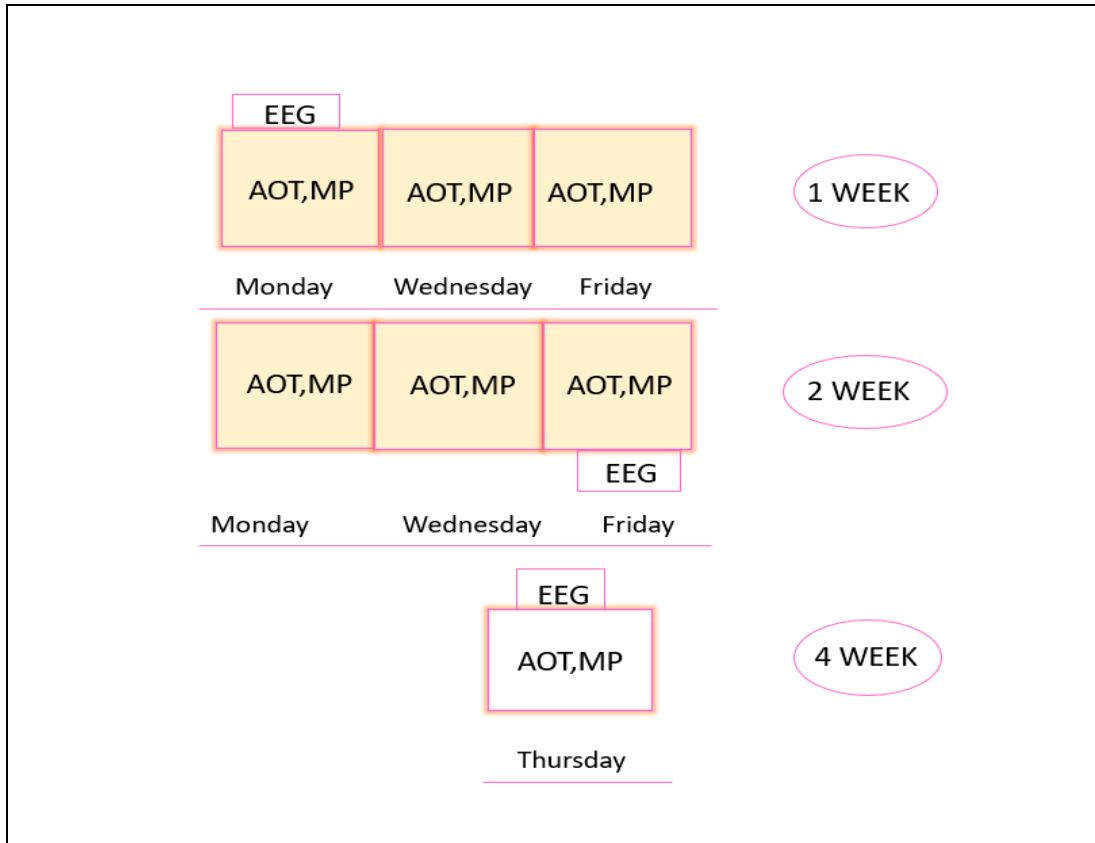 EEG
AOT,MP AOT,MP AOT,MP 1 WEEK
Monday Wednesday Friday
AOT,MP AOT,MP AOT,MP 2 WEEK
EEG
Monday Wednesday Friday
EEG
AOT,MP 4 WEEK
Thursday